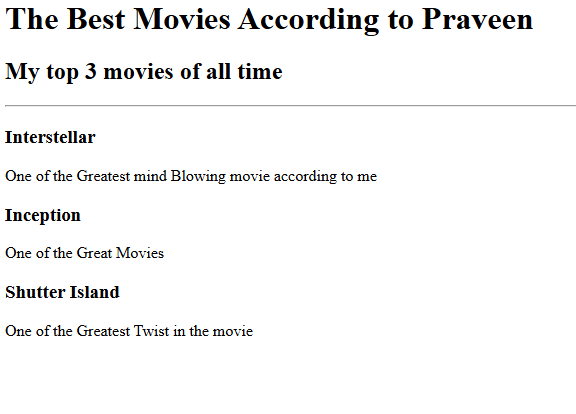 The Best Movies According to Praveen
My top 3 movies of all time
Interstellar
One of the Greatest mind Blowing movie according to me
Inception
One of the Great Movies
Shutter Island
One of the Greatest Twist in the movie